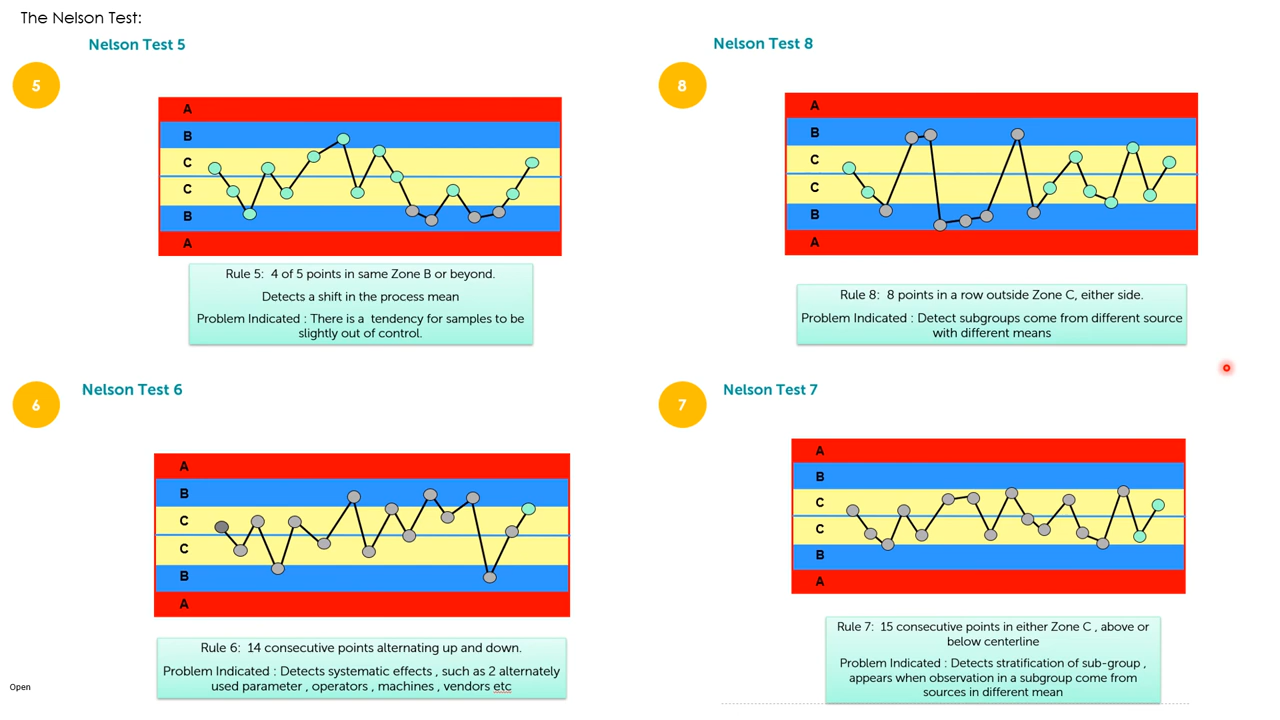 The Nelson Test:
Nelson Test 5
5
A
B
C
C
B
A
Rule 5:  4 of 5 points in same Zone B or beyond.
Detects a shift in the process mean
Problem Indicated : There is a  tendency for samples to be
slightly out of control.
Nelson Test 8
8
A
B
C
C
B
A
Rule 8:  8 points in a row outside Zone C, either side.
Problem Indicated : Detect subgroups come from different source
with different means
Nelson Test 6
6
A
B
C
C
B
A
Rule 6:  14 consecutive points alternating up and down.
Problem Indicated : Detects systematic effects , such as 2 alternately
used parameter , operators , machines , vendors etc
Nelson Test 7
7
A
B
C
C
B
A
Rule 7:  15 consecutive points in either Zone C , above or
below centerline
Problem Indicated : Detects stratification of sub-group ,
appears when observation in a subgroup come from
sources in different mean
Open